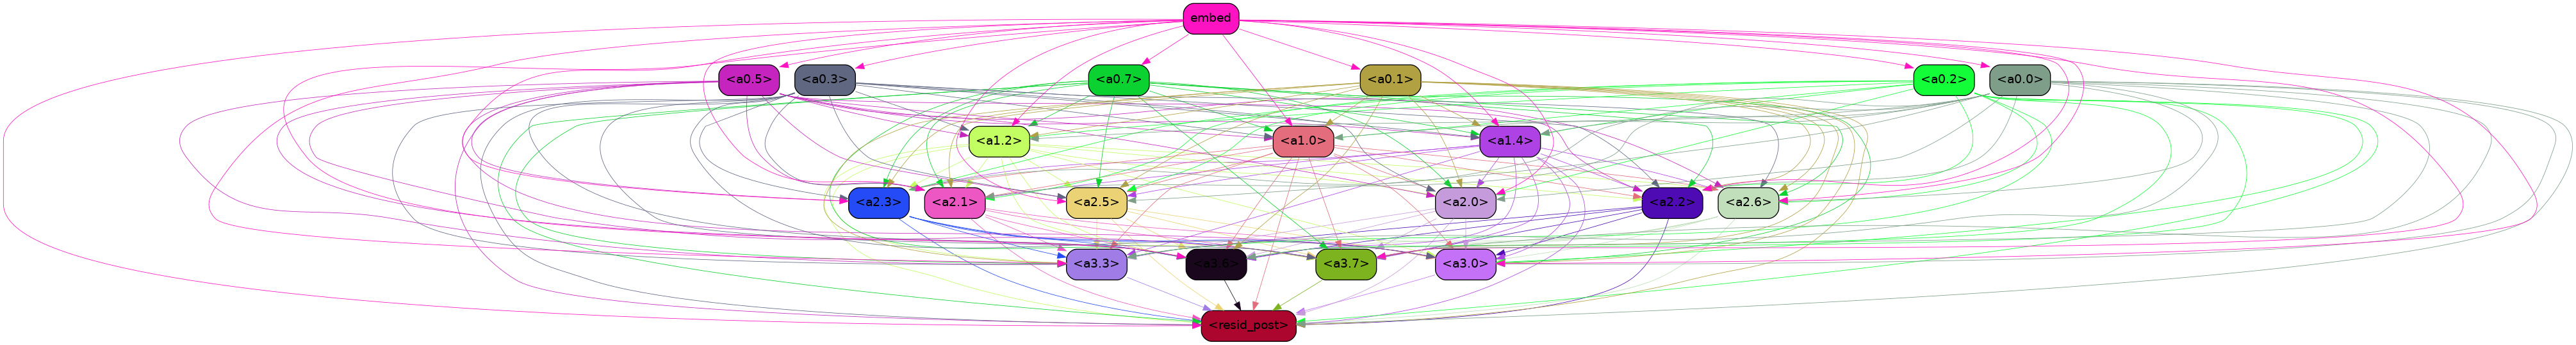 embed
<a0.5> <a0.3> <a0.7> <a0.1> <a0.2> <a0.0>
<a1.2> <a1.0> <a1.4>
<a2.3> <a2.1> <a2.5> <a2.0> <a2.2> <a2.6>
<a3.3> <a3.6> <a3.7> <a3.0>
<resid_post>